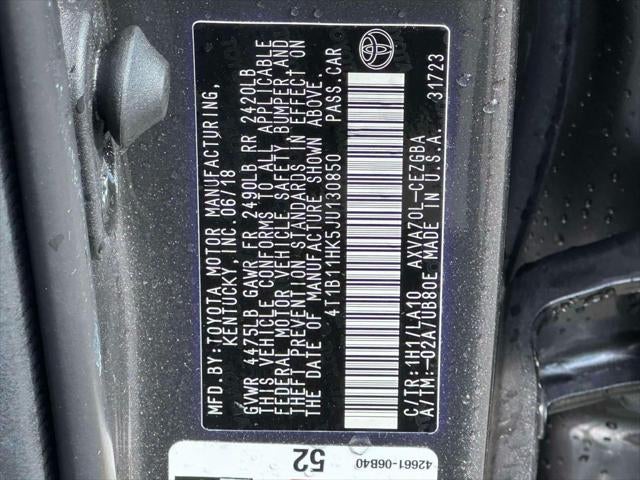 MFD. BY:TOYOTA MOTOR MANUFACTURING,
KENTUCKY, INC. 06/18
GVWR 4475LB GAWR FR 2490LB RR 2420LB
THIS VEHICLE CONFORMS TO ALL APPLICABLE
FEDERAL MOTOR VEHICLE SAFETY, BUMPER, AND
THEFT PREVENTION STANDARDS IN EFFECT ON
THE DATE OF MANUFACTURE SHOWN ABOVE.
4T1B11HK5JU130850 PASS. CAR
C/TR:1H1/LA10 AXVA70L-CEZGBA
A/TM:-02A/UB80E MADE IN U.S.A. 31723
52
42661-06B40